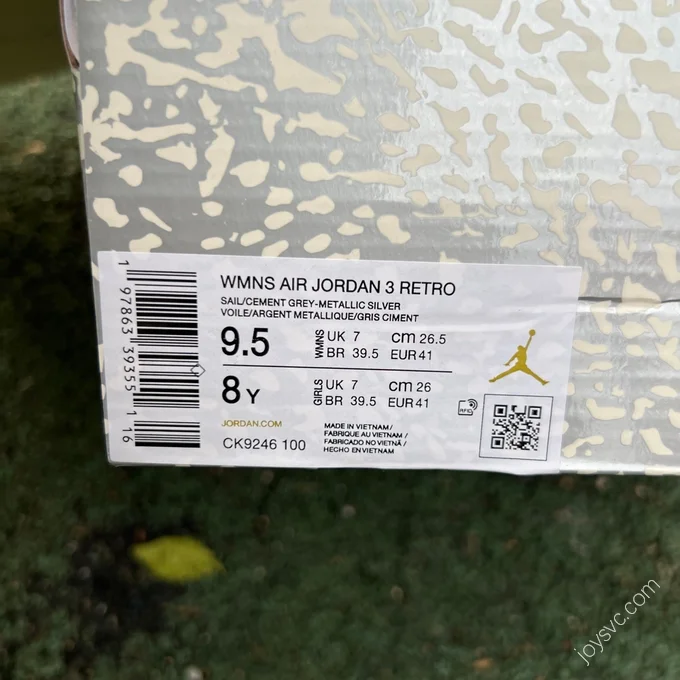 WMNS AIR JORDAN 3 RETRO
SAIL/CEMENT GREY-METALLIC SILVER
VOILE/ARGENT METALLIQUE/GRIS CIMENT
9.5 WMNS UK 7 cm 26.5
BR 39.5 EUR 41
8 Y GIRLS UK 7 cm 26
BR 39.5 EUR 41
RFID
JORDAN.COM
CK9246 100
MADE IN VIETNAM /
FABRIQUE AU VIETNAM /
FABRICADO NO VIETNÃ /
HECHO EN VIETNAM
1 97863 39355 1 16
joysvc.com